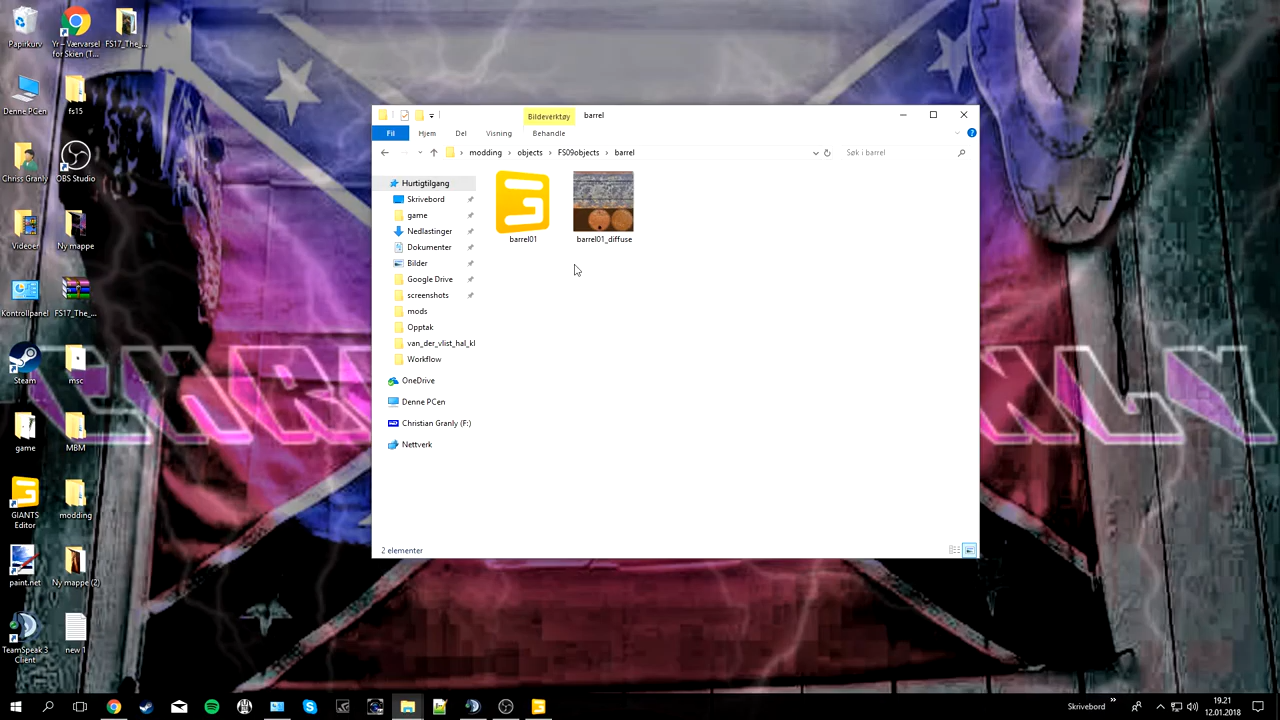 Papirkurv
Yr – Værvarsel
for Skien (T...
FS17_The_...
Denne PCen
fs15
Chriss Granly
OBS Studio
Videoer
Ny mappe
Kontrollpanel
FS17_The_...
Steam
msc
game
MBM
GIANTS
Editor
modding
paint.net
Ny mappe (2)
TeamSpeak 3
Client
new 1
Bildeverktøy
barrel
Fil
Hjem
Del
Visning
Behandle
modding
objects
FS09objects
barrel
Søk i barrel
Hurtigtilgang
Skrivebord
game
Nedlastinger
Dokumenter
Bilder
Google Drive
screenshots
mods
Opptak
van_der_vlist_hal_kl
Workflow
OneDrive
Denne PCen
Christian Granly (F:)
Nettverk
barrel01
barrel01_diffuse
2 elementer
Skrivebord
19.21
12.01.2018